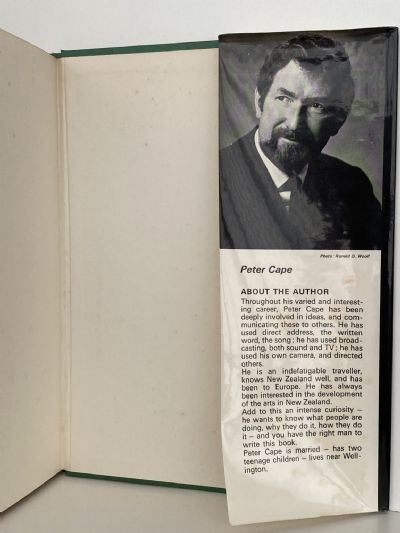 Photo : Ronald D. Woolf
Peter Cape
ABOUT THE AUTHOR
Throughout his varied and interest-
ing career, Peter Cape has been
deeply involved in ideas, and com-
municating these to others. He has
used direct address, the written
word, the song ; he has used broad-
casting, both sound and TV ; he has
used his own camera, and directed
others.
He is an indefatigable traveller,
knows New Zealand well, and has
been to Europe. He has always
been interested in the development
of the arts in New Zealand.
Add to this an intense curiosity –
he wants to know what people are
doing, why they do it, how they do
it – and you have the right man to
write this book.
Peter Cape is married – has two
teenage children – lives near Well-
ington.